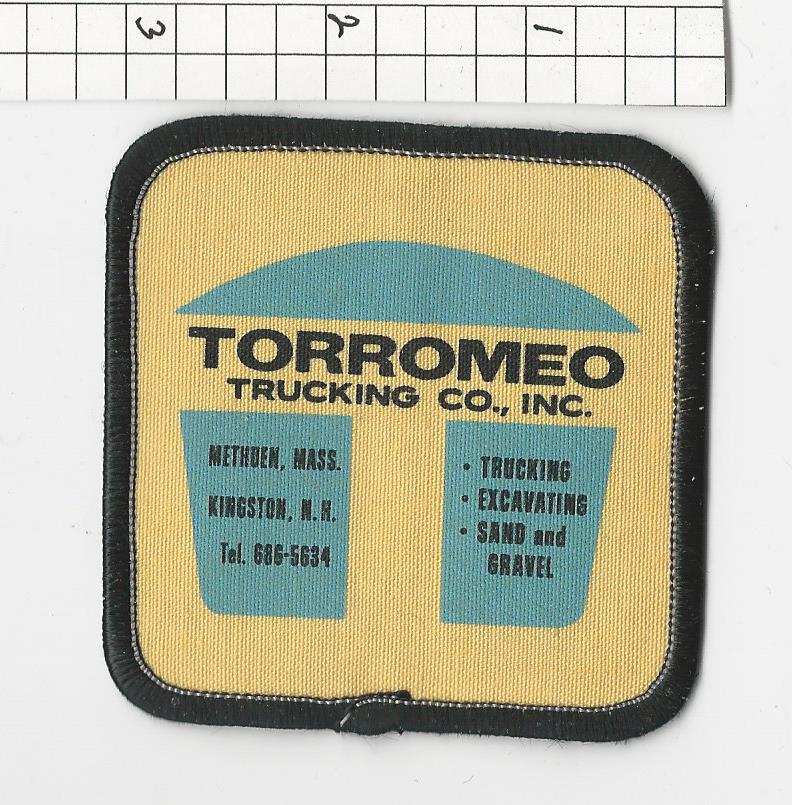 3 2 1
TORROMEO
TRUCKING CO., INC.
METHUEN, MASS.
KINGSTON, N.H.
Tel. 686-5634
• TRUCKING
• EXCAVATING
• SAND and
GRAVEL